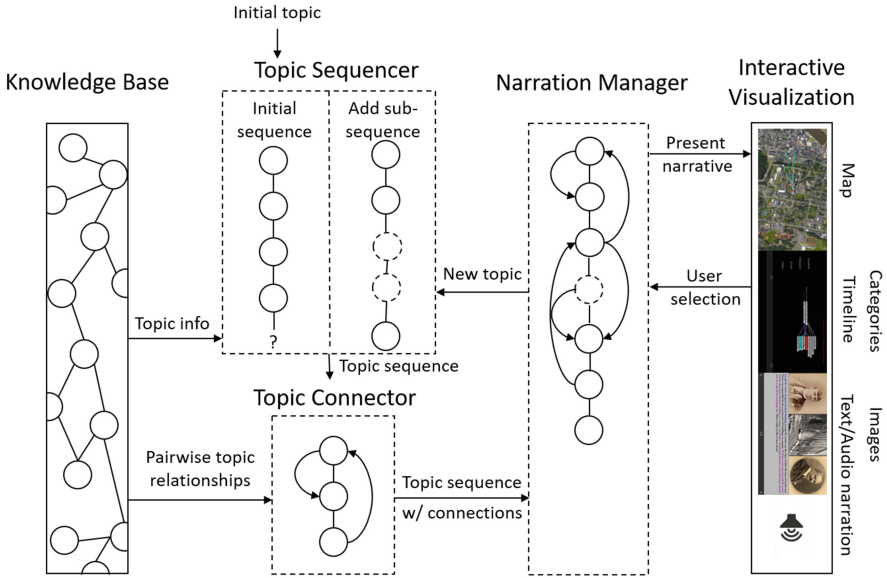 Initial topic
Knowledge Base
Topic Sequencer
Narration Manager
Interactive
Visualization
Initial
sequence
Add sub-
sequence
?
Present
narrative
User
selection
New topic
Topic info
Topic sequence
Topic Connector
Pairwise topic
relationships
Topic sequence
w/ connections
Map
Categories
Timeline
Images
Text/Audio narration